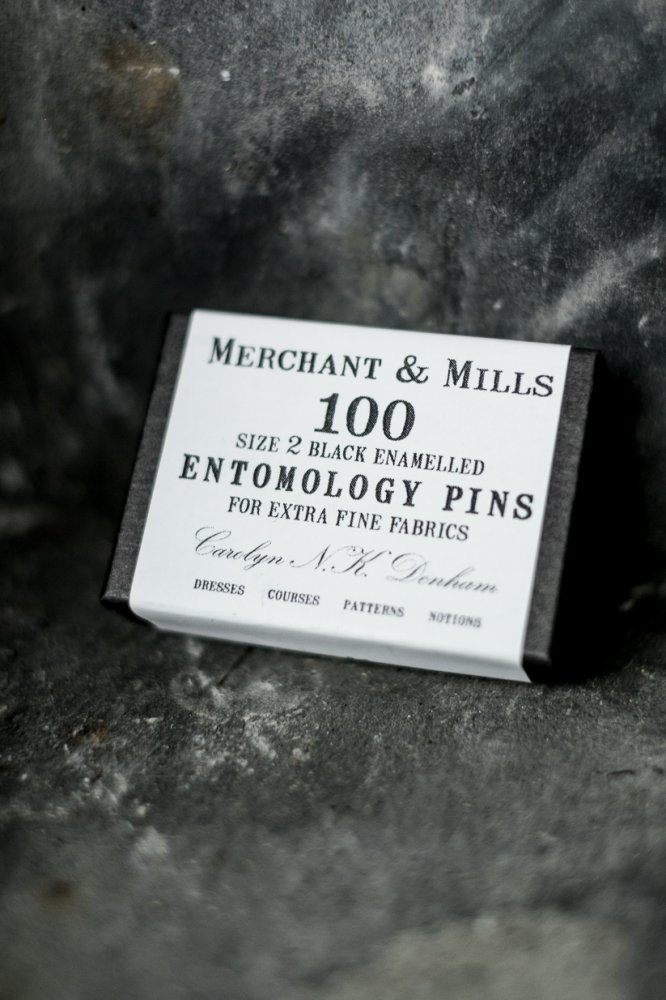 Merchant & Mills
100
SIZE 2 BLACK ENAMELLED
ENTOMOLOGY PINS
FOR EXTRA FINE FABRICS
Carolyn N.K. Denham
DRESSES COURSES PATTERNS NOTIONS